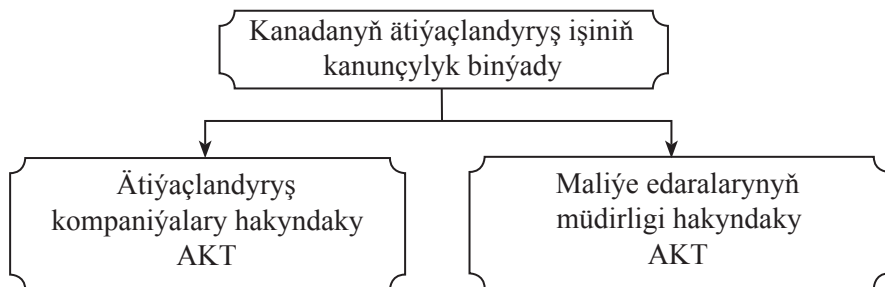 Kanadanyň ätiýaçlandyryş işiniň
kanunçylyk binýady
Ätiýaçlandyryş
kompaniýalary hakyndaky
AKT
Maliýe edaralarynyň
müdirligi hakyndaky
AKT